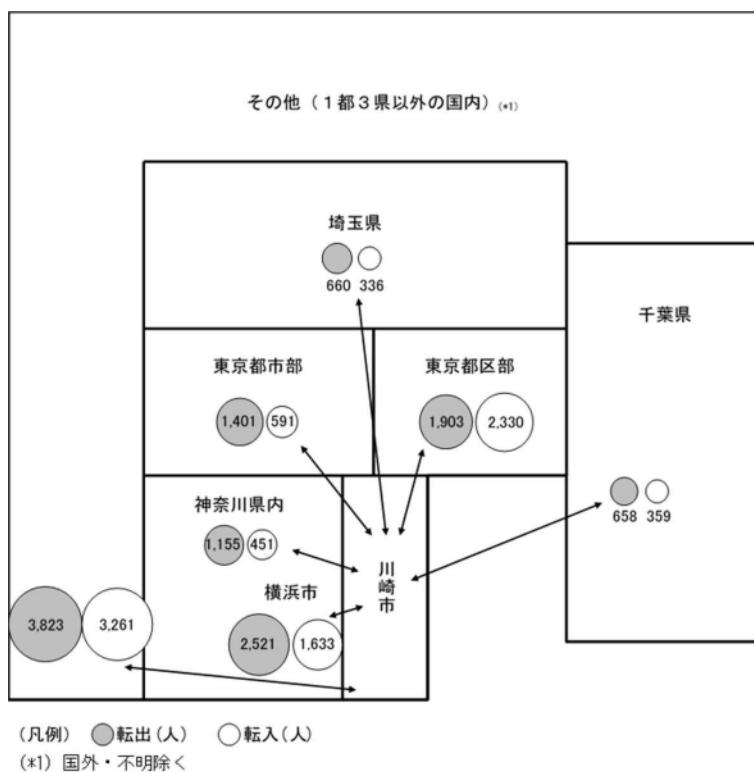 その他（１都３県以外の国内）(*1)
埼玉県
660 336
千葉県
東京都市部
東京都区部
1,401 591
1,903 2,330
658 359
神奈川県内
1,155 451
川崎市
横浜市
3,823 3,261
2,521 1,633
(凡例) 転出(人) 転入(人)
(*1) 国外・不明除く